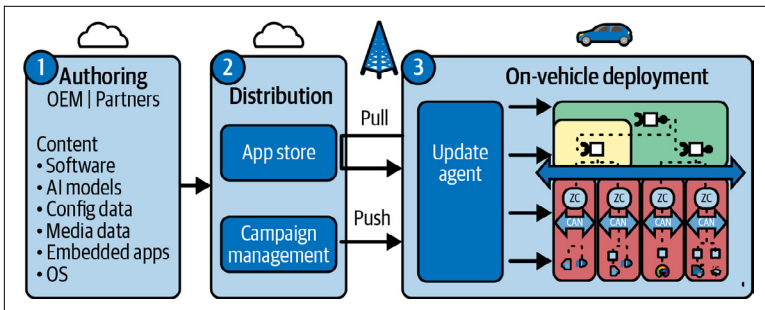 1
Authoring
OEM | Partners
Content
• Software
• AI models
• Config data
• Media data
• Embedded apps
• OS
2
Distribution
App store
Campaign
management
Pull
Push
3
On-vehicle deployment
Update
agent
ZC
ZC
ZC
ZC
CAN
CAN
CAN
CAN